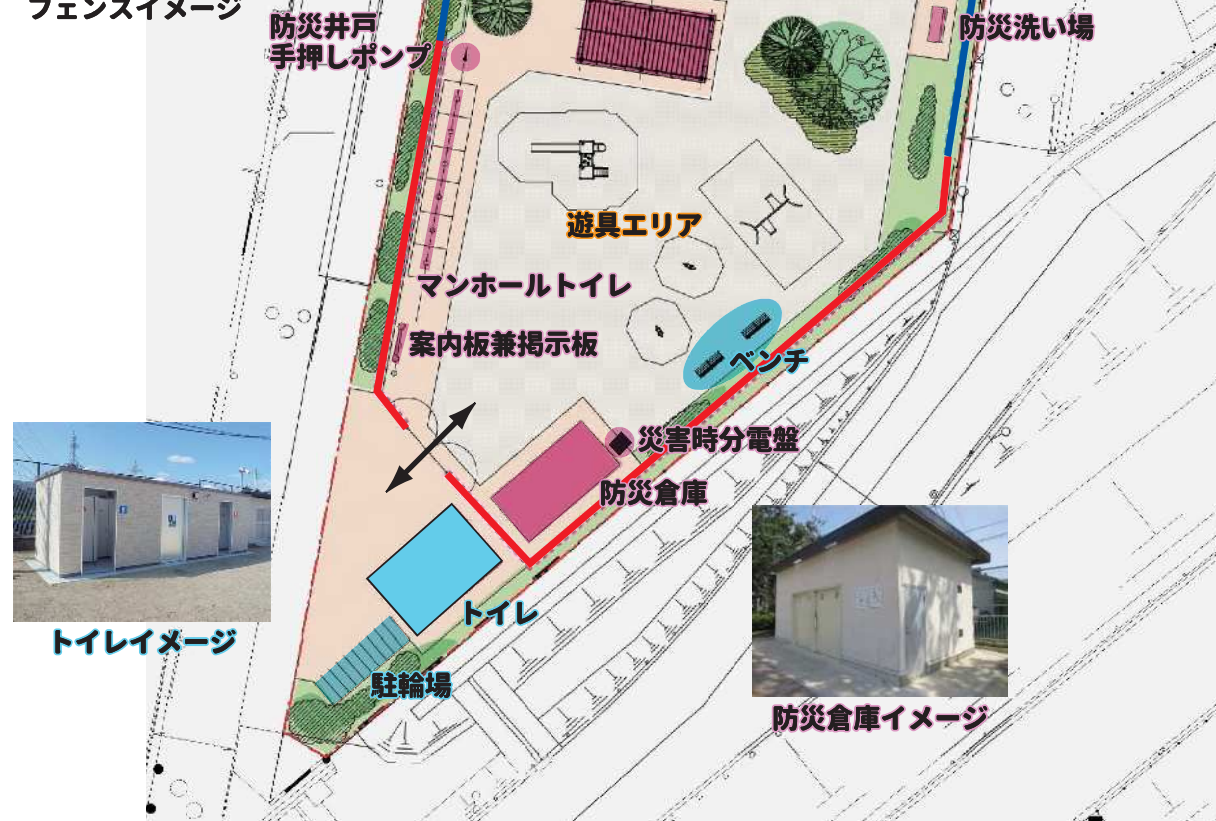 フェンスイメージ
防災井戸
手押しポンプ
防災洗い場
遊具エリア
マンホールトイレ
案内板兼掲示板
ベンチ
災害時分電盤
防災倉庫
トイレ
トイレイメージ
駐輪場
防災倉庫イメージ